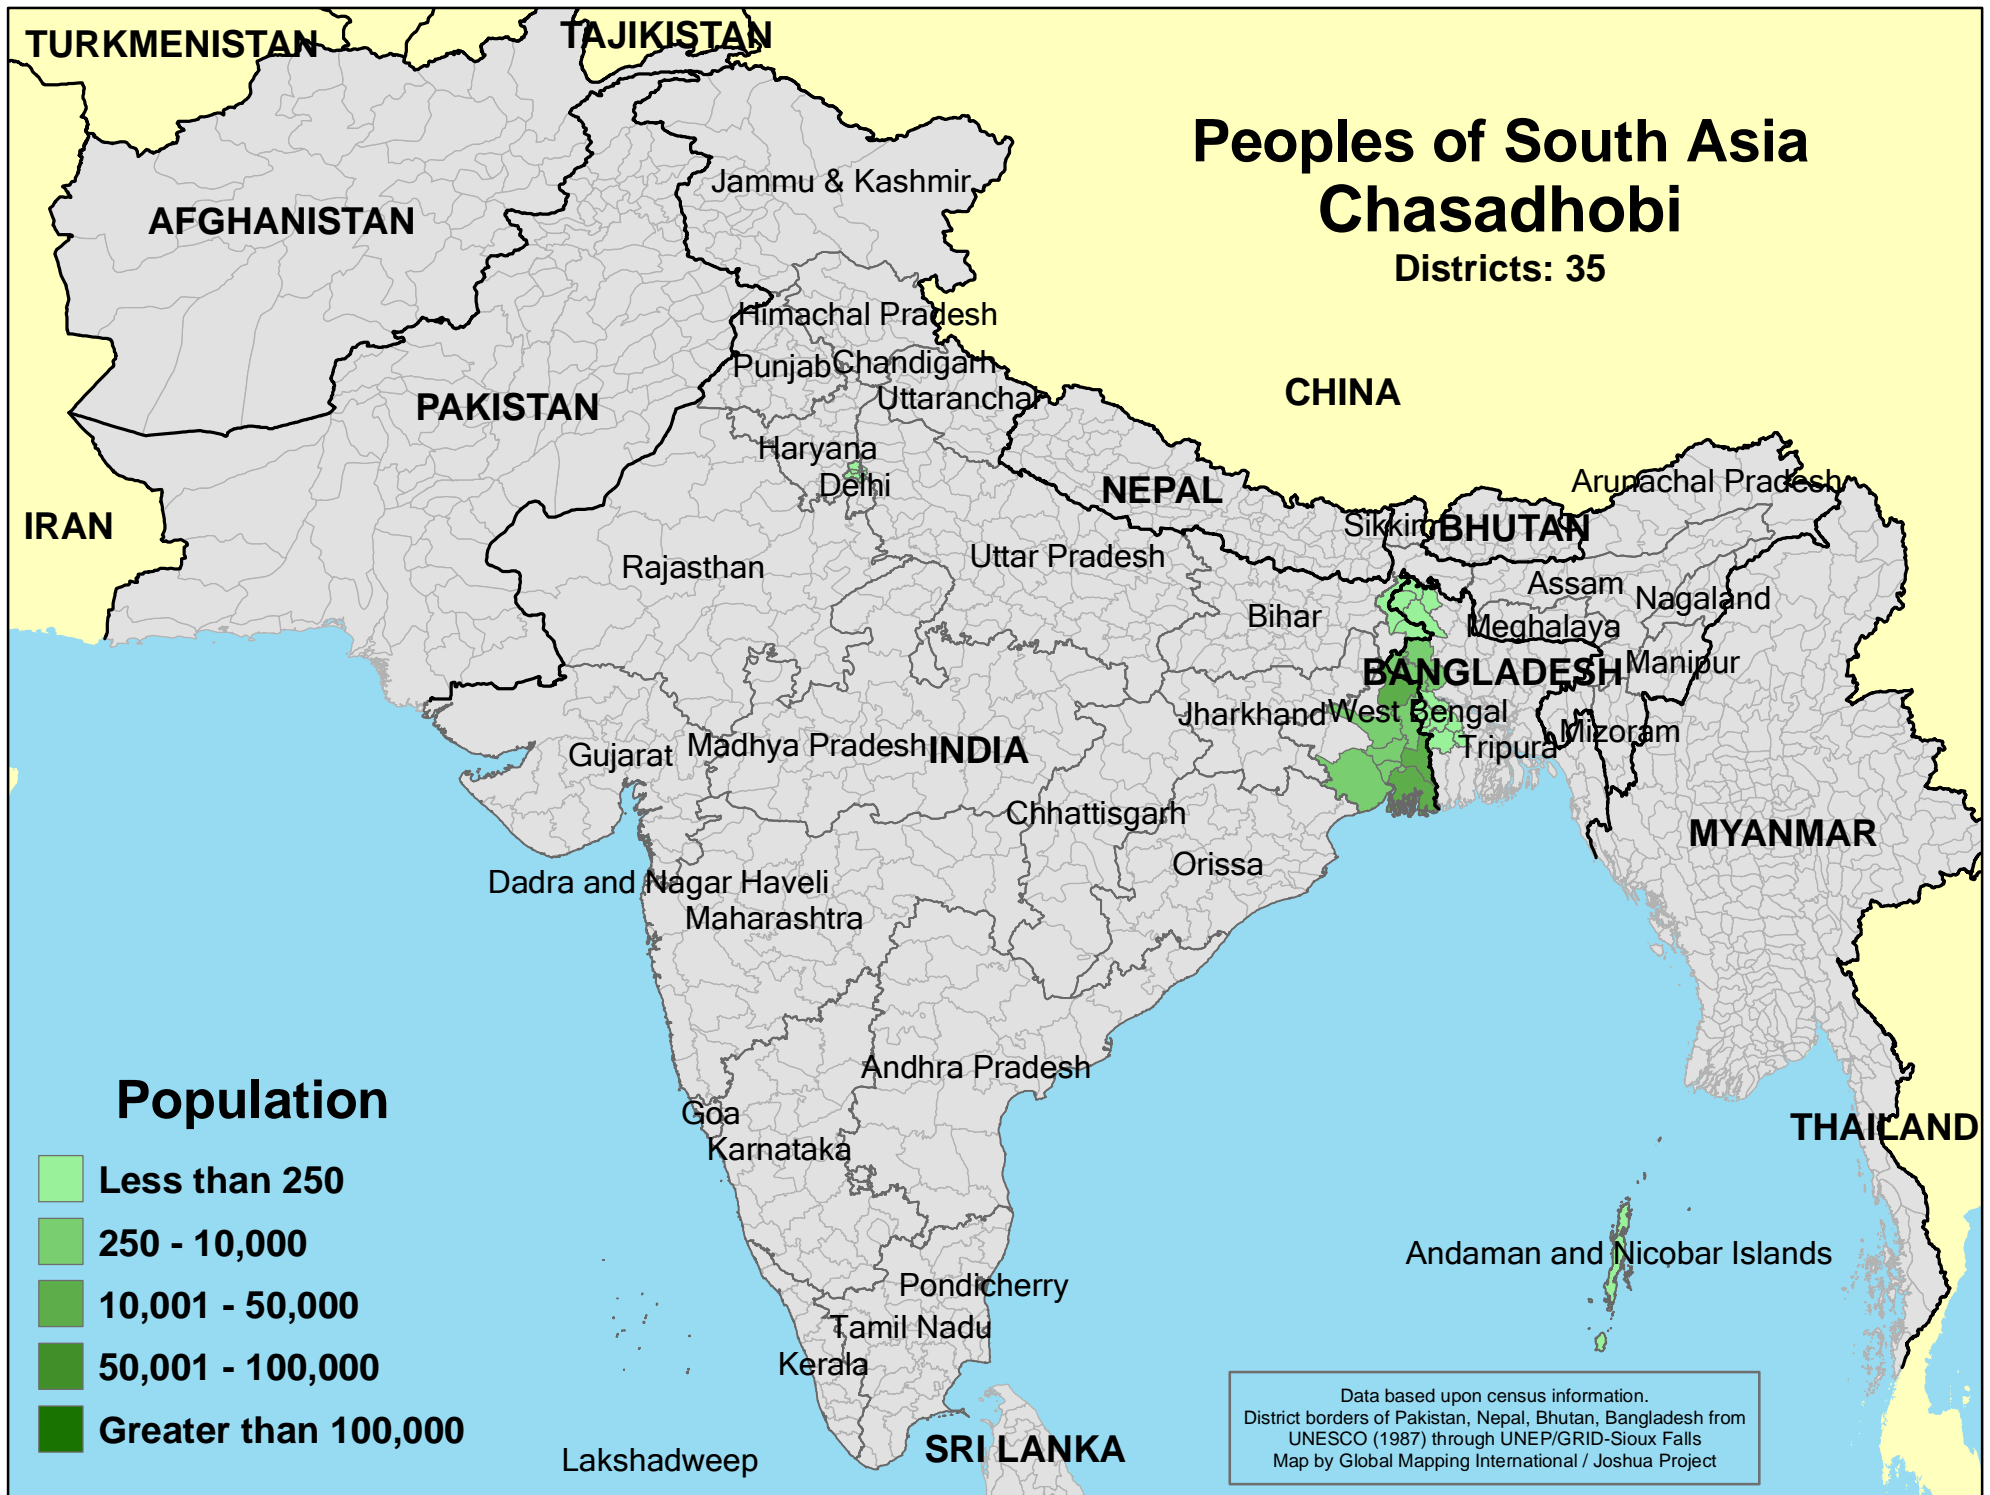 TURKMENISTAN
TAJIKISTAN
Peoples of South Asia
Chasadhobi
Districts: 35
Jammu & Kashmir
AFGHANISTAN
Himachal Pradesh
Punjab
Chandigarh
Uttaranchal
PAKISTAN
CHINA
Haryana
Delhi
NEPAL
Arunachal Pradesh
IRAN
Sikkim
BHUTAN
Rajasthan
Uttar Pradesh
Assam
Nagaland
Bihar
Meghalaya
BANGLADESH
Manipur
Jharkhand
West Bengal
Tripura
Mizoram
Gujarat
Madhya Pradesh
INDIA
Chhattisgarh
MYANMAR
Orissa
Dadra and Nagar Haveli
Maharashtra
Andhra Pradesh
Goa
Karnataka
THAILAND
Andaman and Nicobar Islands
Pondicherry
Tamil Nadu
Kerala
Lakshadweep
SRI LANKA
Population
Less than 250
250 - 10,000
10,001 - 50,000
50,001 - 100,000
Greater than 100,000
Data based upon census information.
District borders of Pakistan, Nepal, Bhutan, Bangladesh from
UNESCO (1987) through UNEP/GRID-Sioux Falls
Map by Global Mapping International / Joshua Project